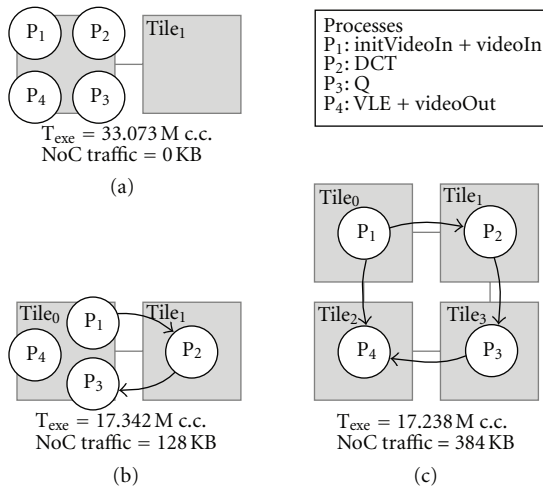 P1 P2 Tile1
P4 P3
Texe = 33.073 M c.c.
NoC traffic = 0 KB
(a)
Processes
P1: initVideoIn + videoIn
P2: DCT
P3: Q
P4: VLE + videoOut
Tile0 Tile1
P1 P2
P4 P3
Texe = 17.342 M c.c.
NoC traffic = 128 KB
(b)
Tile0 Tile1
P1 P2
Tile2 Tile3
P4 P3
Texe = 17.238 M c.c.
NoC traffic = 384 KB
(c)